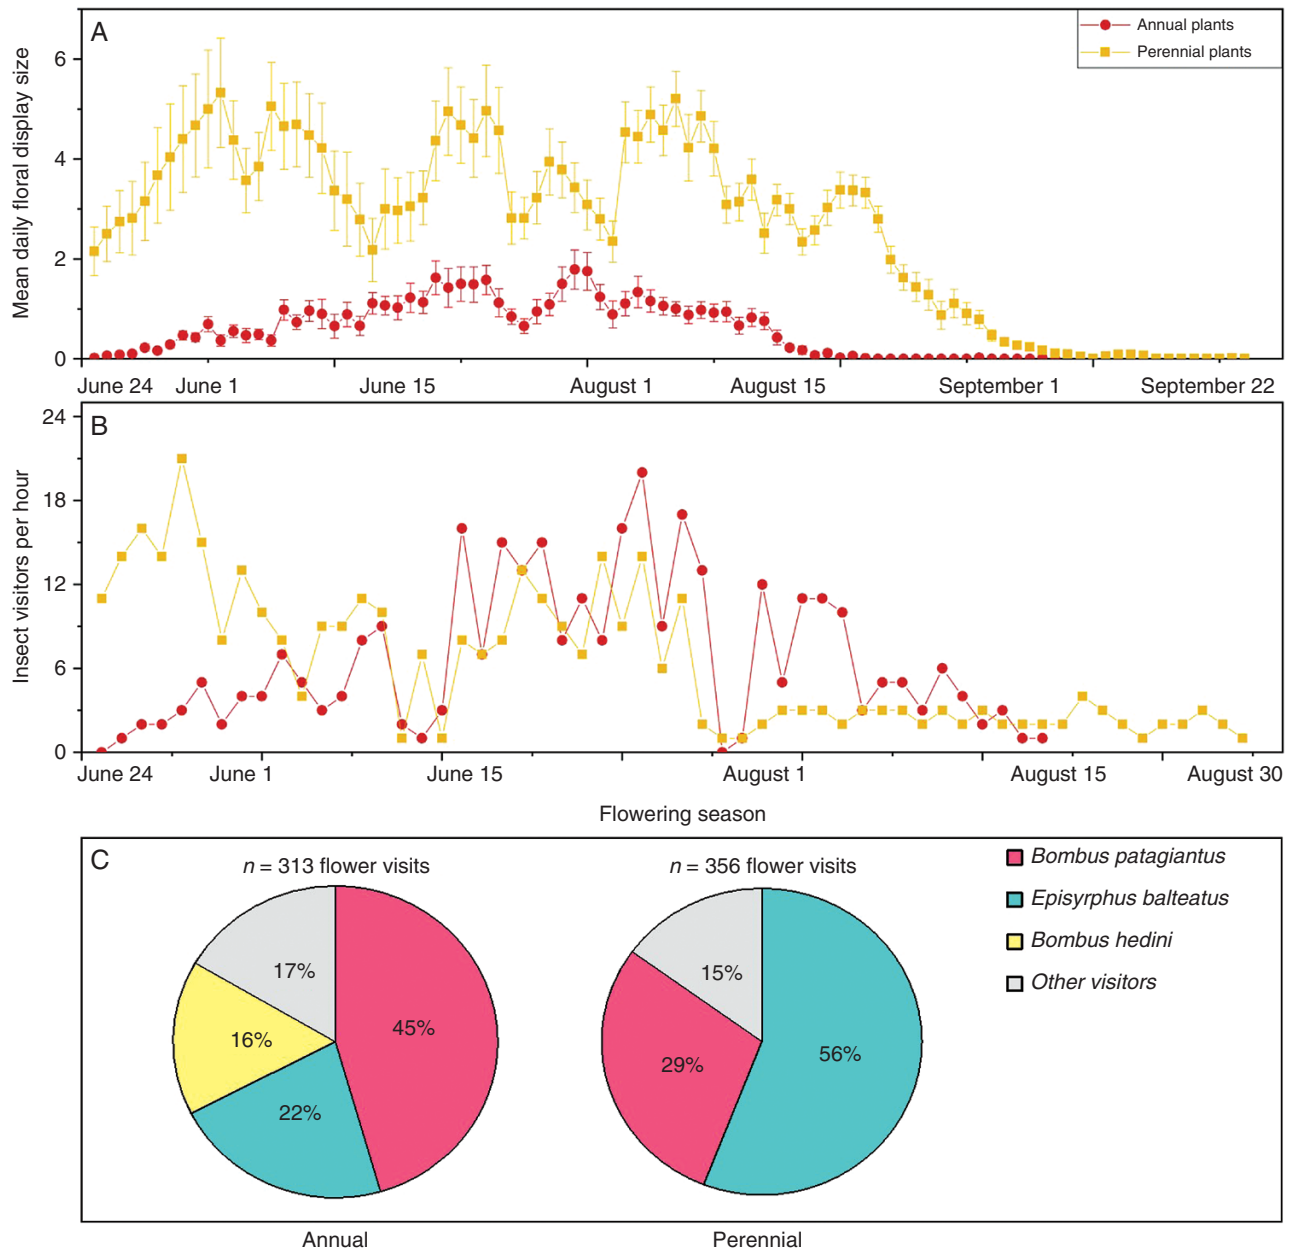 A
Annual plants
Perennial plants
Mean daily floral display size
6
4
2
0
June 24 June 1 June 15 August 1 August 15 September 1 September 22
B
Insect visitors per hour
24
18
12
6
0
June 24 June 1 June 15 August 1 August 15 August 30
Flowering season
C
n = 313 flower visits
n = 356 flower visits
Bombus patagiantus
Episyrphus balteatus
Bombus hedini
Other visitors
17%
45%
16%
22%
15%
29%
56%
Annual
Perennial